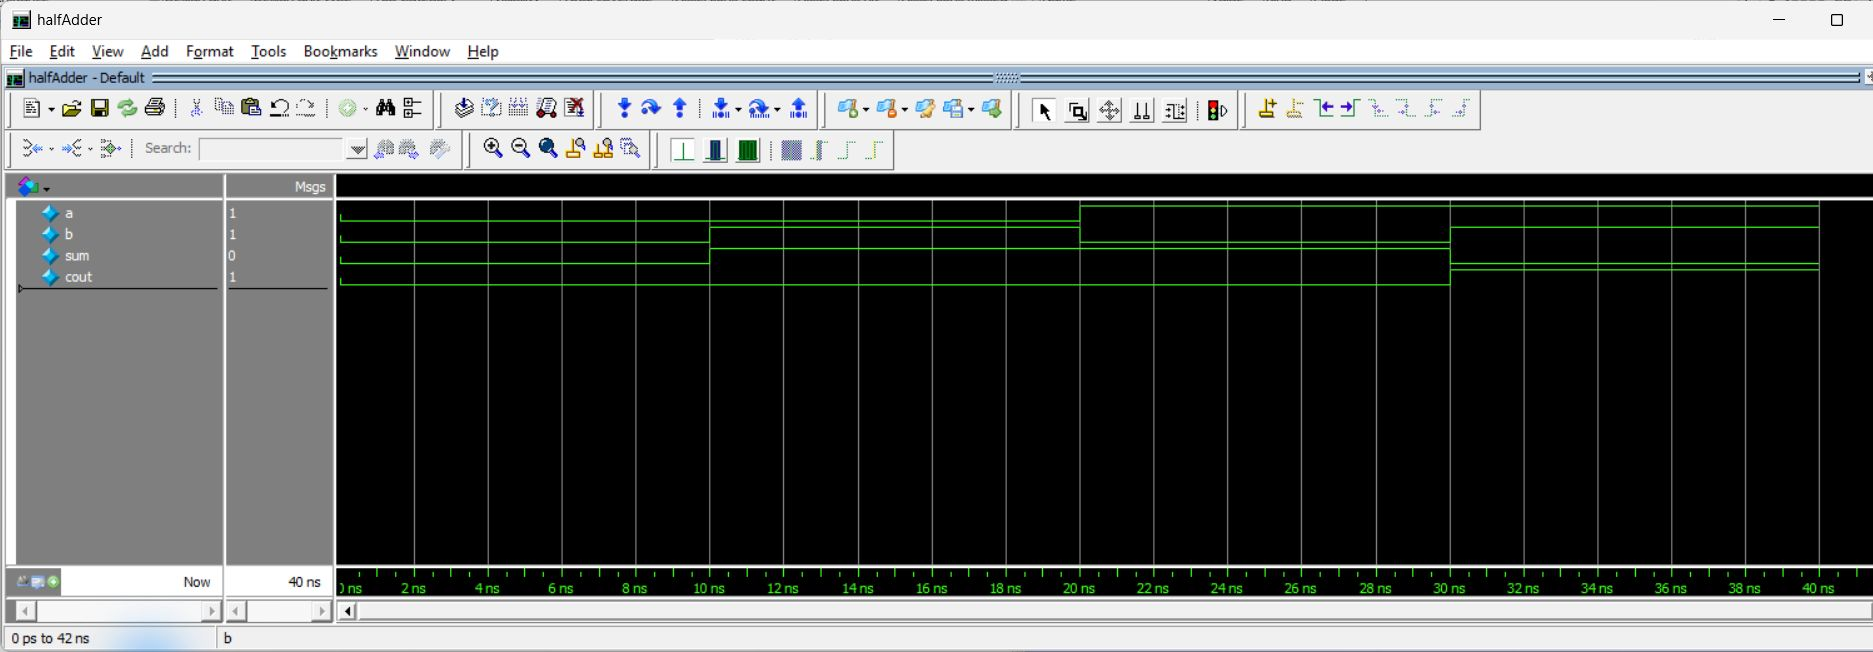 halfAdder
File Edit View Add Format Tools Bookmarks Window Help
halfAdder - Default
Search:
Msgs
a 1
b 1
sum 0
cout 1
Now 40 ns
ns 2 ns 4 ns 6 ns 8 ns 10 ns 12 ns 14 ns 16 ns 18 ns 20 ns 22 ns 24 ns 26 ns 28 ns 30 ns 32 ns 34 ns 36 ns 38 ns 40 ns
0 ps to 42 ns b